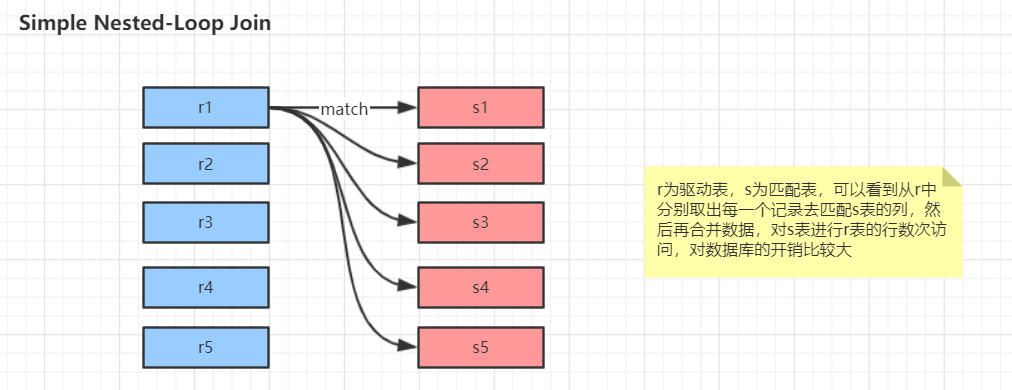 Simple Nested-Loop Join
r1
match
s1
r2
s2
r3
s3
r4
s4
r5
s5
r为驱动表，s为匹配表，可以看到从r中
分别取出每一个记录去匹配s表的列，然
后再合并数据，对s表进行r表的行数次访
问，对数据库的开销比较大